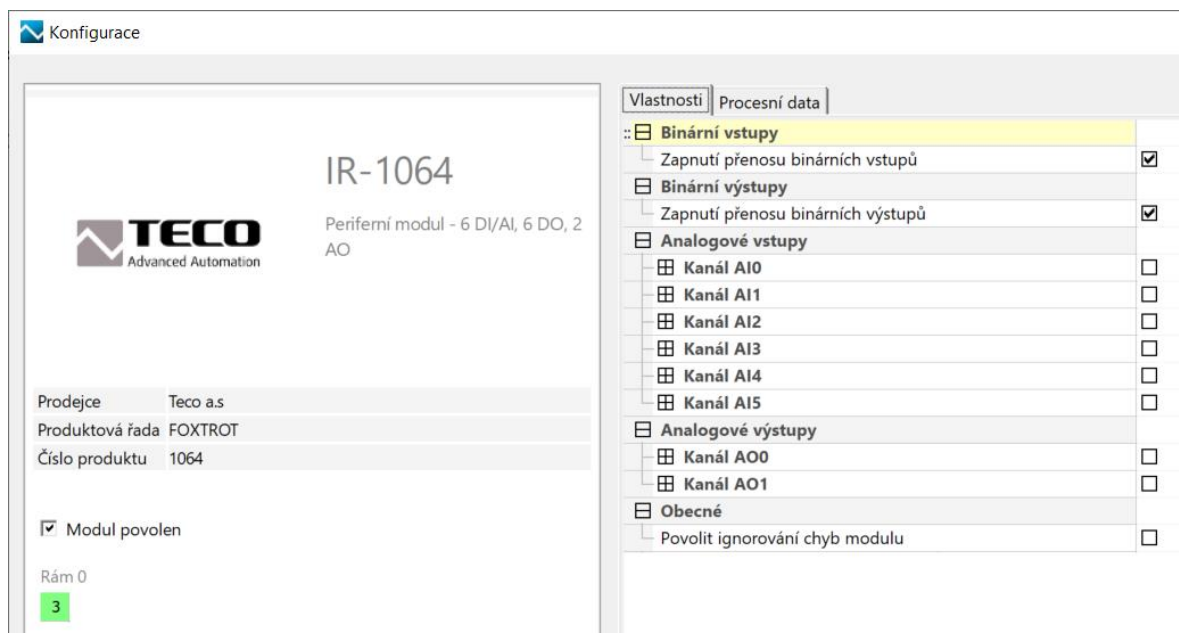 Konfigurace
IR-1064
Periferní modul - 6 DI/AI, 6 DO, 2
AO
TECO
Advanced Automation
Prodejce Teco a.s
Produktová řada FOXTROT
Číslo produktu 1064
Modul povolen
Rám 0
3
Vlastnosti Procesní data
Binární vstupy
Zapnutí přenosu binárních vstupů
Binární výstupy
Zapnutí přenosu binárních výstupů
Analogové vstupy
Kanál AI0
Kanál AI1
Kanál AI2
Kanál AI3
Kanál AI4
Kanál AI5
Analogové výstupy
Kanál AO0
Kanál AO1
Obecné
Povolit ignorování chyb modulu